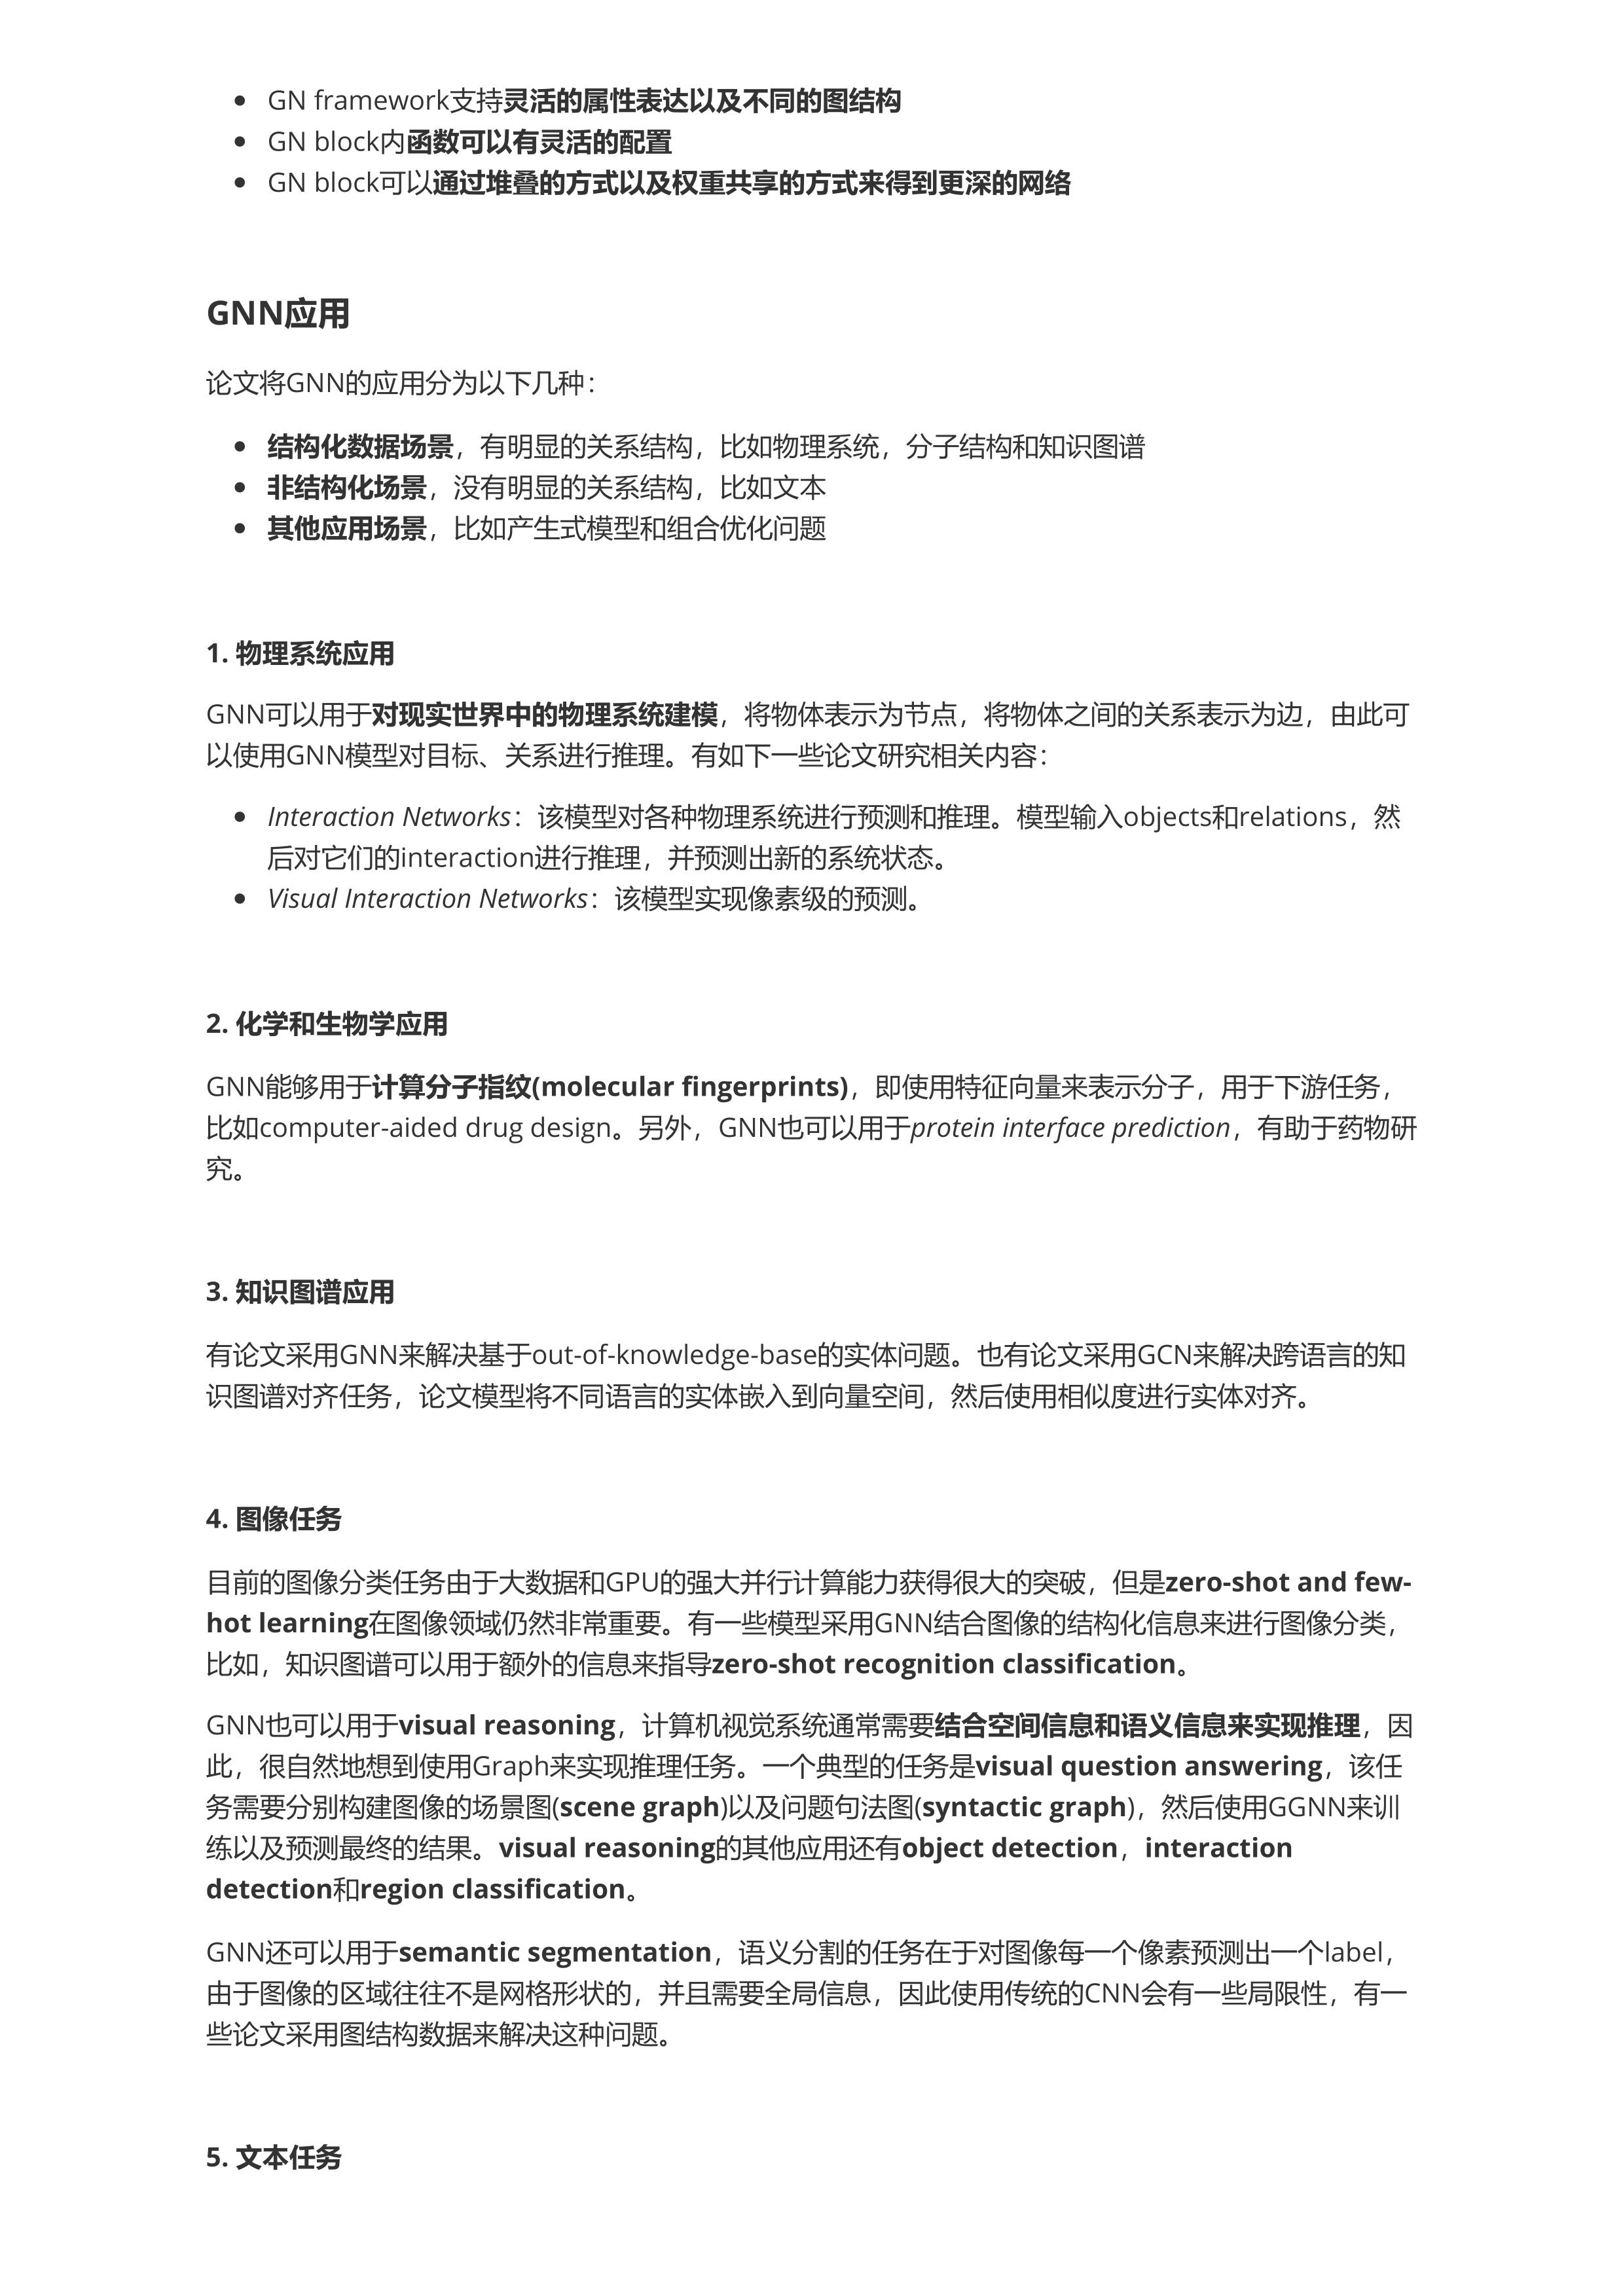 GN framework支持灵活的属性表达以及不同的图结构
GN block内函数可以有灵活的配置
GN block可以通过堆叠的方式以及权重共享的方式来得到更深的网络
GNN应用
论文将GNN的应用分为以下几种：
结构化数据场景，有明显的关系结构，比如物理系统，分子结构和知识图谱
非结构化场景，没有明显的关系结构，比如文本
其他应用场景，比如产生式模型和组合优化问题
1. 物理系统应用
GNN可以用于对现实世界中的物理系统建模，将物体表示为节点，将物体之间的关系表示为边，由此可
以使用GNN模型对目标、关系进行推理。有如下一些论文研究相关内容：
Interaction Networks：该模型对各种物理系统进行预测和推理。模型输入objects和relations，然
后对它们的interaction进行推理，并预测出新的系统状态。
Visual Interaction Networks：该模型实现像素级的预测。
2. 化学和生物学应用
GNN能够用于计算分子指纹(molecular fingerprints)，即使用特征向量来表示分子，用于下游任务，
比如computer-aided drug design。另外，GNN也可以用于protein interface prediction，有助于药物研
究。
3. 知识图谱应用
有论文采用GNN来解决基于out-of-knowledge-base的实体问题。也有论文采用GCN来解决跨语言的知
识图谱对齐任务，论文模型将不同语言的实体嵌入到向量空间，然后使用相似度进行实体对齐。
4. 图像任务
目前的图像分类任务由于大数据和GPU的强大并行计算能力获得很大的突破，但是zero-shot and few-
hot learning在图像领域仍然非常重要。有一些模型采用GNN结合图像的结构化信息来进行图像分类，
比如，知识图谱可以用于额外的信息来指导zero-shot recognition classification。
GNN也可以用于visual reasoning，计算机视觉系统通常需要结合空间信息和语义信息来实现推理，因
此，很自然地想到使用Graph来实现推理任务。一个典型的任务是visual question answering，该任
务需要分别构建图像的场景图(scene graph)以及问题句法图(syntactic graph)，然后使用GGNN来训
练以及预测最终的结果。visual reasoning的其他应用还有object detection，interaction
detection和region classification。
GNN还可以用于semantic segmentation，语义分割的任务在于对图像每一个像素预测出一个label，
由于图像的区域往往不是网格形状的，并且需要全局信息，因此使用传统的CNN会有一些局限性，有一
些论文采用图结构数据来解决这种问题。
5. 文本任务